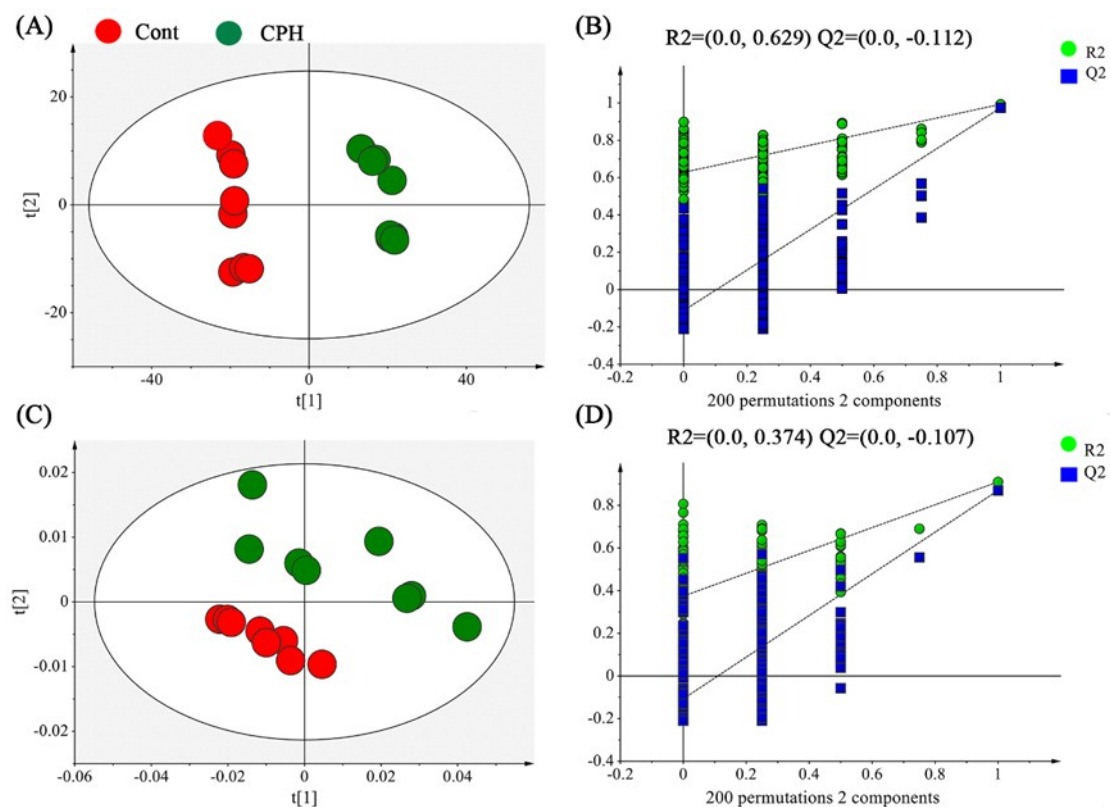 (A)
Cont
CPH
20
0
-20
t[2]
-40
0
40
t[1]
(B)
R2=(0.0, 0.629) Q2=(0.0, -0.112)
R2
Q2
1
0.8
0.6
0.4
0.2
0
-0.2
-0.4
-0.2
0
0.2
0.4
0.6
0.8
1
200 permutations 2 components
(C)
0.02
0.01
0
-0.01
-0.02
t[2]
-0.06
-0.04
-0.02
0
0.02
0.04
t[1]
(D)
R2=(0.0, 0.374) Q2=(0.0, -0.107)
R2
Q2
0.8
0.6
0.4
0.2
0
-0.2
-0.4
-0.2
0
0.2
0.4
0.6
0.8
1
200 permutations 2 components